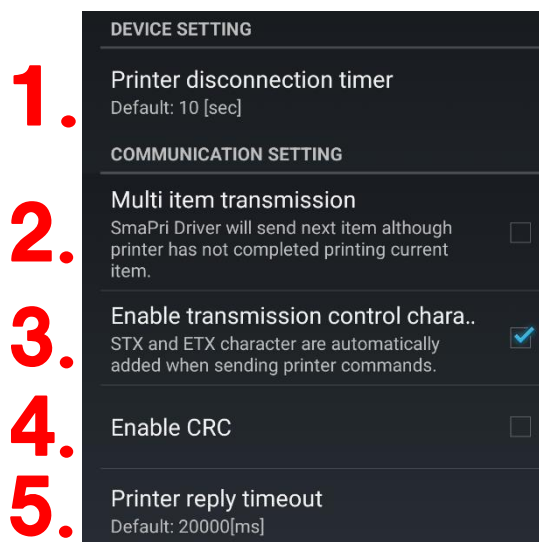 DEVICE SETTING
1.
Printer disconnection timer
Default: 10 [sec]
COMMUNICATION SETTING
2.
Multi item transmission
SmaPri Driver will send next item although
printer has not completed printing current
item.
3.
Enable transmission control chara..
STX and ETX character are automatically
added when sending printer commands.
4.
Enable CRC
5.
Printer reply timeout
Default: 20000[ms]